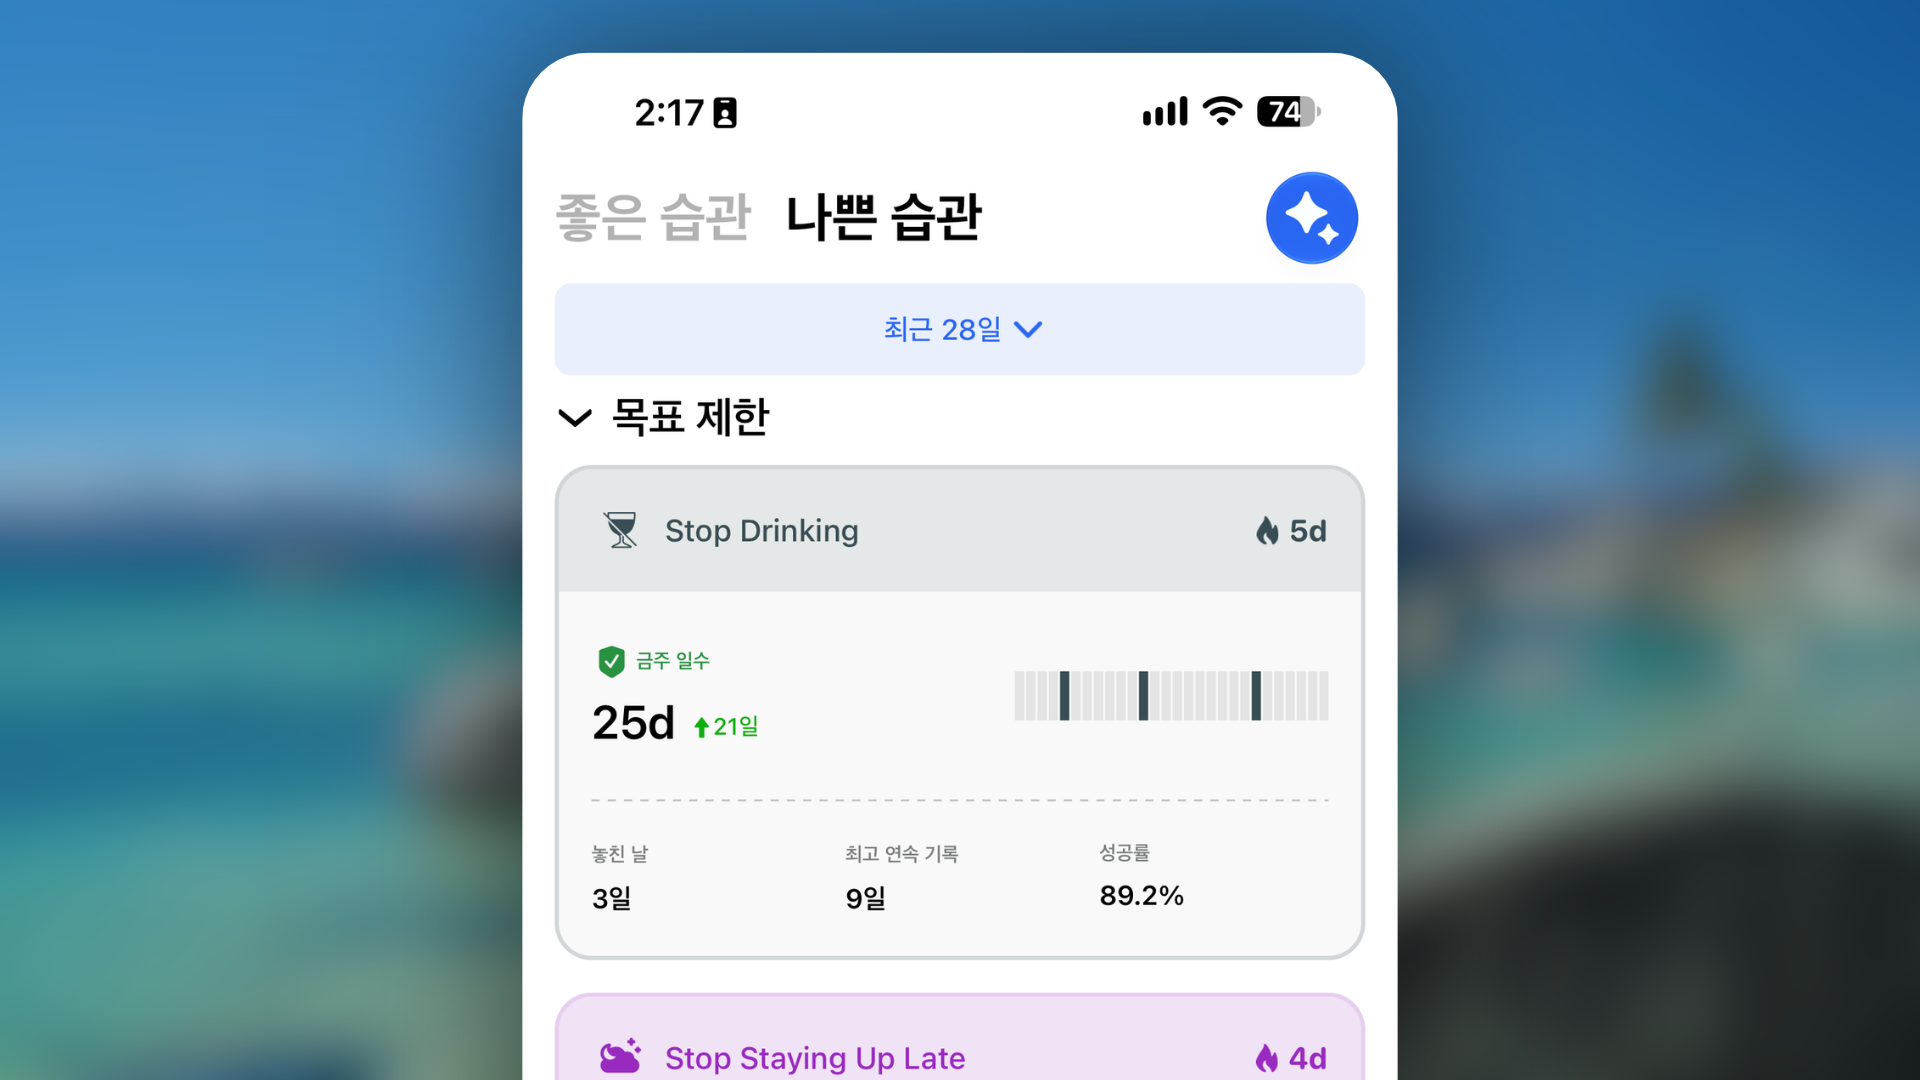 2:17
74
좋은 습관 나쁜 습관
최근 28일
목표 제한
Stop Drinking
5d
금주 일수
25d 21일
놓친 날
3일
최고 연속 기록
9일
성공률
89.2%
Stop Staying Up Late
4d